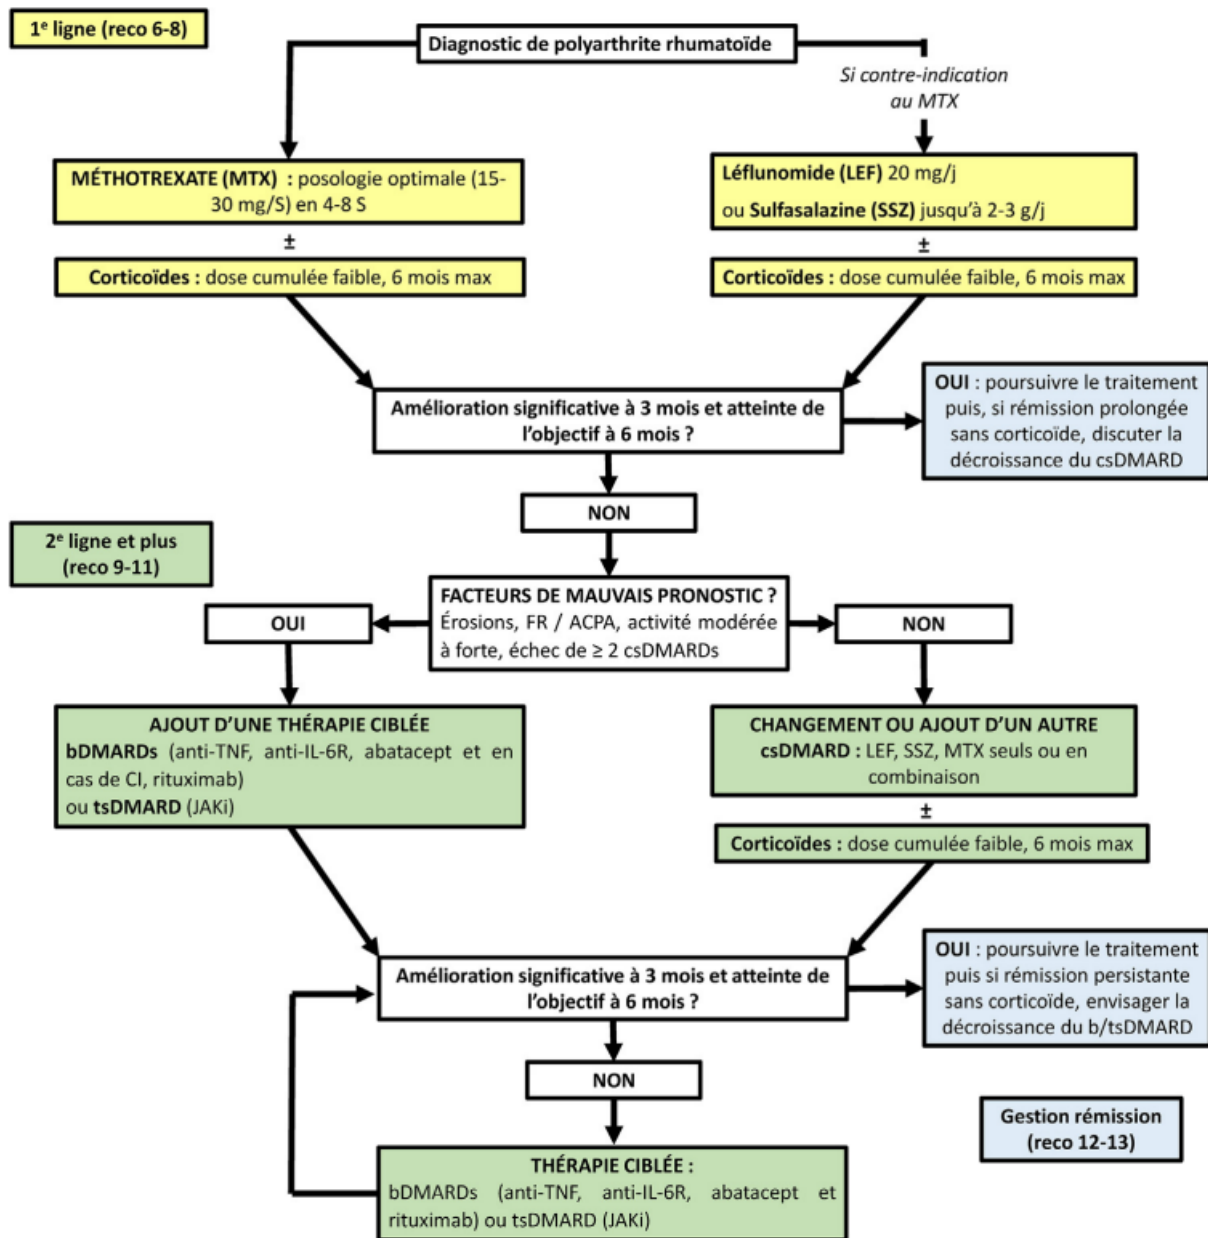 1e ligne (reco 6-8)
Diagnostic de polyarthrite rhumatoïde
Si contre-indication
au MTX
MÉTHOTREXATE (MTX) : posologie optimale (15-
30 mg/S) en 4-8 S
±
Corticoïdes : dose cumulée faible, 6 mois max
Léflunomide (LEF) 20 mg/j
ou Sulfasalazine (SSZ) jusqu'à 2-3 g/j
±
Corticoïdes : dose cumulée faible, 6 mois max
Amélioration significative à 3 mois et atteinte de
l'objectif à 6 mois ?
OUI : poursuivre le traitement
puis, si rémission prolongée
sans corticoïde, discuter la
décroissance du csDMARD
NON
2e ligne et plus
(reco 9-11)
FACTEURS DE MAUVAIS PRONOSTIC ?
Érosions, FR / ACPA, activité modérée
à forte, échec de ≥ 2 csDMARDs
OUI
NON
AJOUT D'UNE THÉRAPIE CIBLÉE
bDMARDs (anti-TNF, anti-IL-6R, abatacept et en
cas de CI, rituximab)
ou tsDMARD (JAKi)
CHANGEMENT OU AJOUT D'UN AUTRE
csDMARD : LEF, SSZ, MTX seuls ou en
combinaison
±
Corticoïdes : dose cumulée faible, 6 mois max
Amélioration significative à 3 mois et atteinte de
l'objectif à 6 mois ?
OUI : poursuivre le traitement
puis si rémission persistante
sans corticoïde, envisager la
décroissance du b/tsDMARD
NON
Gestion rémission
(reco 12-13)
THÉRAPIE CIBLÉE :
bDMARDs (anti-TNF, anti-IL-6R, abatacept et
rituximab) ou tsDMARD (JAKi)